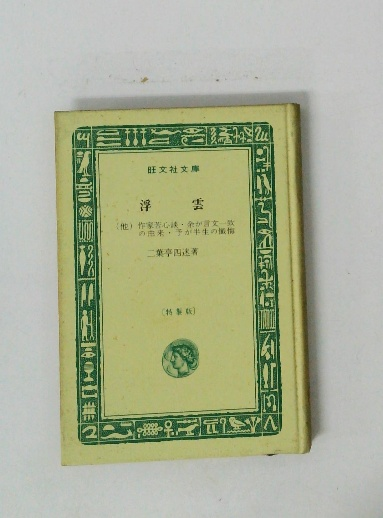 旺文社文庫
浮雲
〔他〕作家苦心談・余が言文一致
の由来・予が半生の懺悔
二葉亭四迷著
〔特製版〕